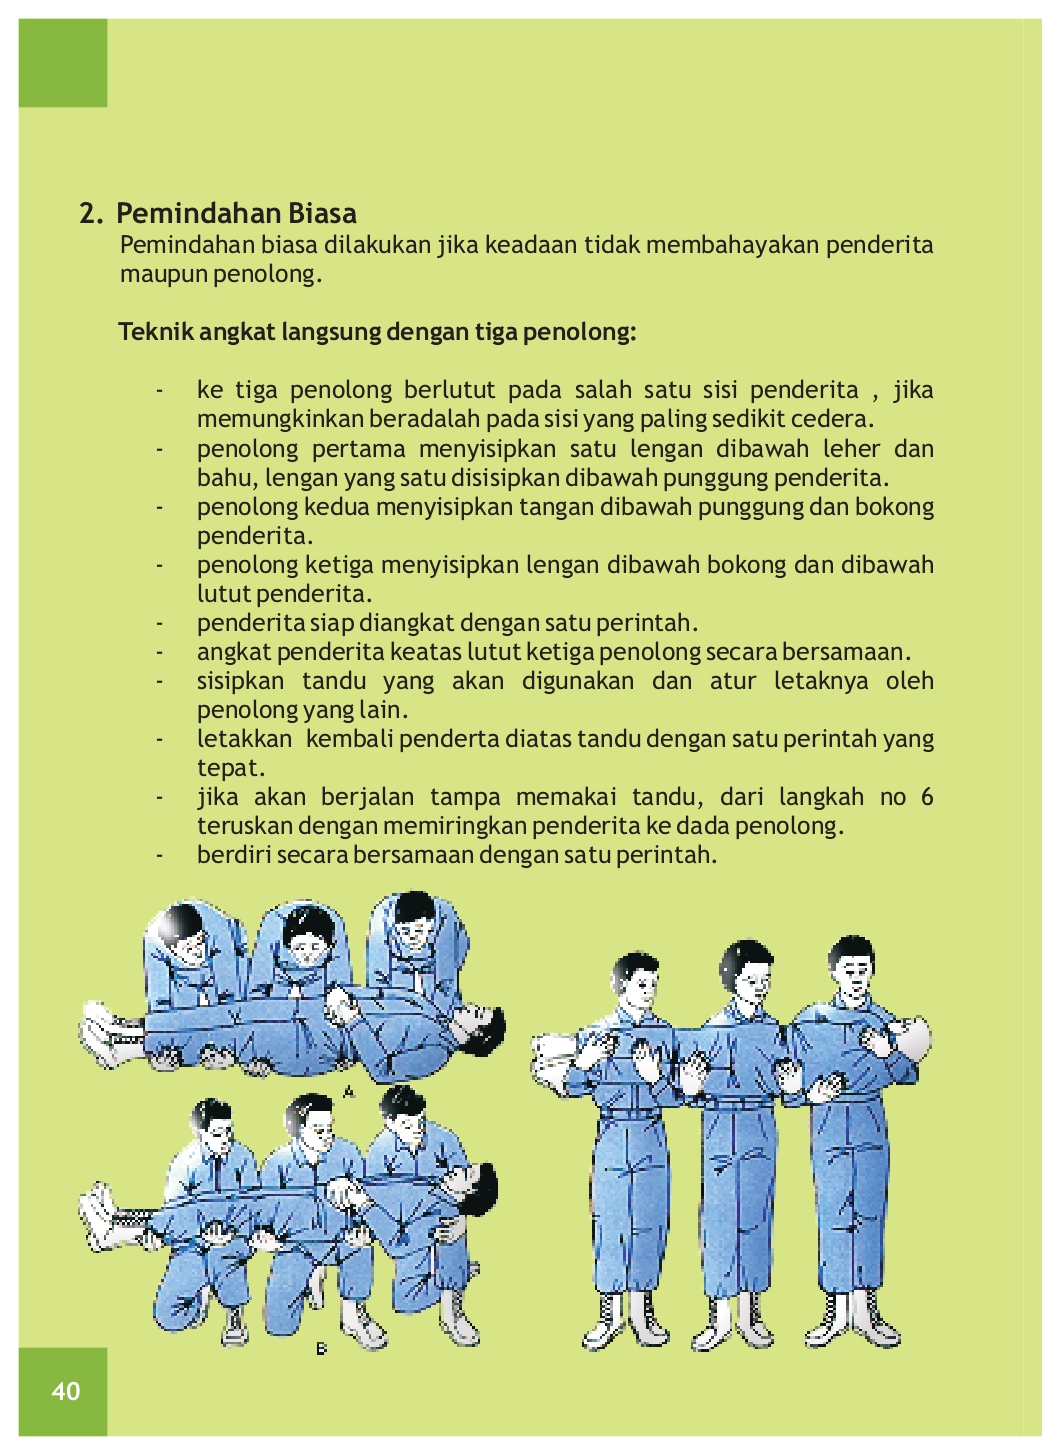 2. Pemindahan Biasa
Pemindahan biasa dilakukan jika keadaan tidak membahayakan penderita
maupun penolong.
Teknik angkat langsung dengan tiga penolong:
- ke tiga penolong berlutut pada salah satu sisi penderita , jika
memungkinkan beradalah pada sisi yang paling sedikit cedera.
- penolong pertama menyisipkan satu lengan dibawah leher dan
bahu, lengan yang satu disisipkan dibawah punggung penderita.
- penolong kedua menyisipkan tangan dibawah punggung dan bokong
penderita.
- penolong ketiga menyisipkan lengan dibawah bokong dan dibawah
lutut penderita.
- penderita siap diangkat dengan satu perintah.
- angkat penderita keatas lutut ketiga penolong secara bersamaan.
- sisipkan tandu yang akan digunakan dan atur letaknya oleh
penolong yang lain.
- letakkan kembali penderta diatas tandu dengan satu perintah yang
tepat.
- jika akan berjalan tampa memakai tandu, dari langkah no 6
teruskan dengan memiringkan penderita ke dada penolong.
- berdiri secara bersamaan dengan satu perintah.
A
B
40